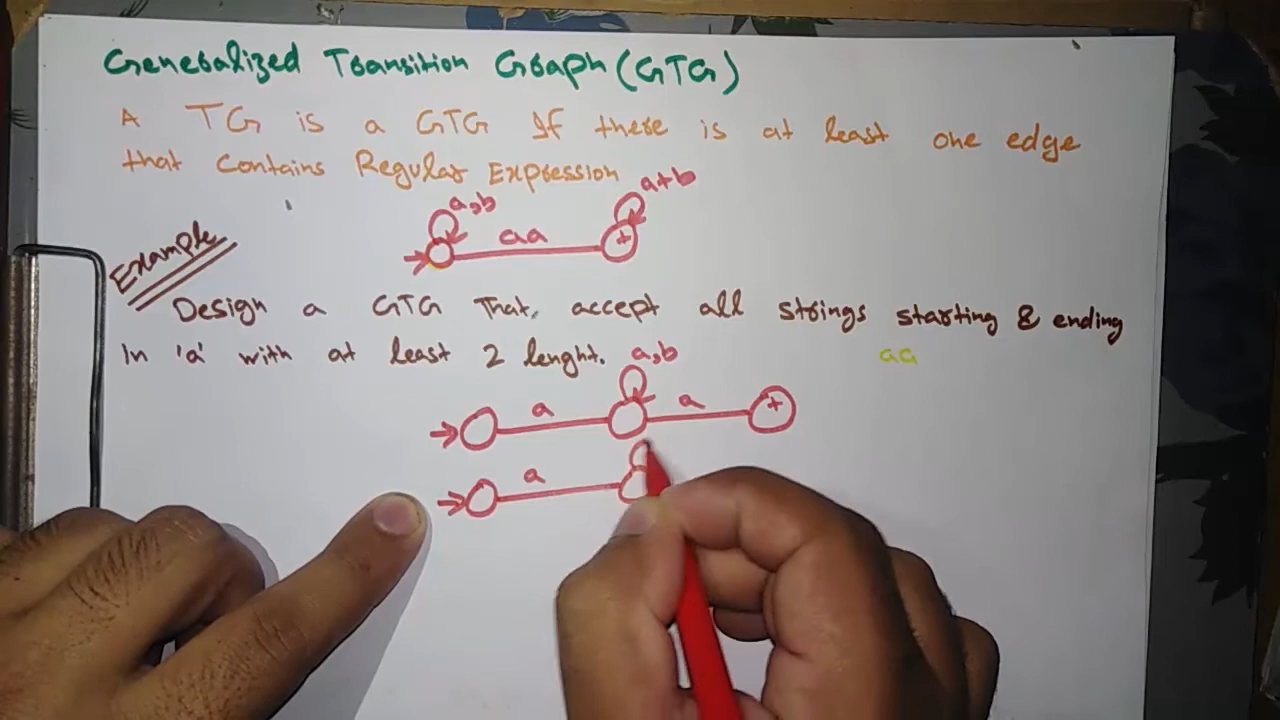 Generalized Transition Graph (GTG)
A TG is a GTG If there is at least one edge
that contains Regular Expression
a,b
aa
a+b
+
Example
Design a GTG That, accept all strings starting & ending
In 'a' with at least 2 lenght.
aa
a,b
a
a
+
a